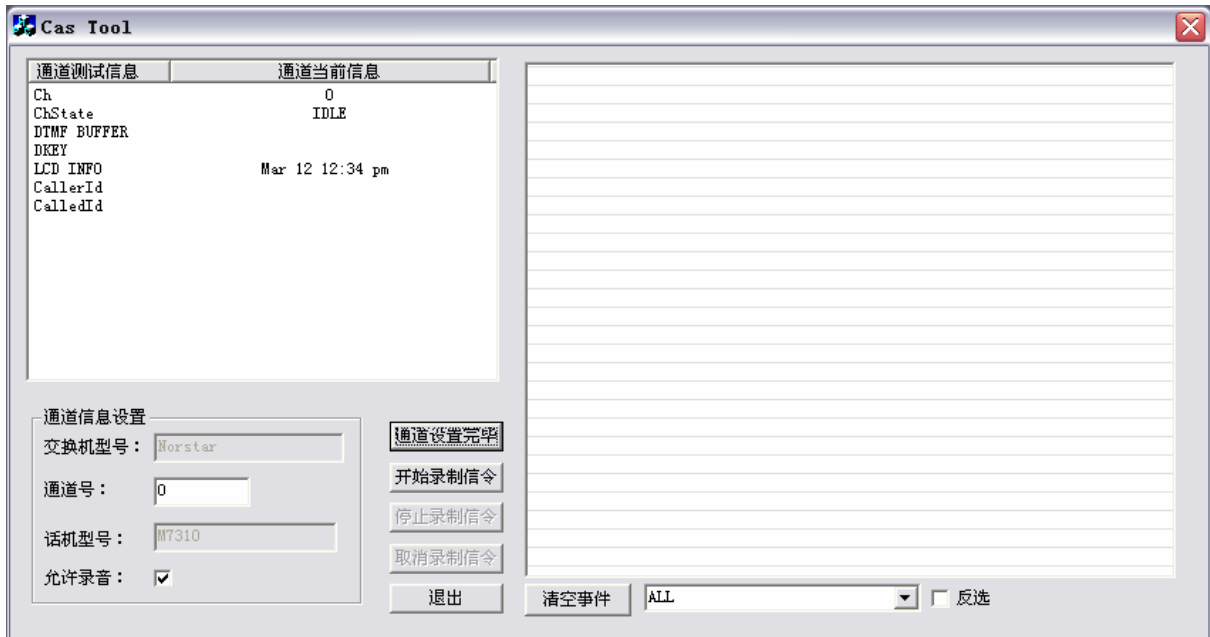 Cas Tool
通道测试信息 通道当前信息
Ch 0
ChState IDLE
DTMF BUFFER
DKEY
LCD INFO Mar 12 12:34 pm
CallerId
CalledId
通道信息设置
交换机型号： Norstar
通道号： 0
话机型号： M7310
允许录音：
通道设置完毕
开始录制信令
停止录制信令
取消录制信令
退出
清空事件 ALL 反选